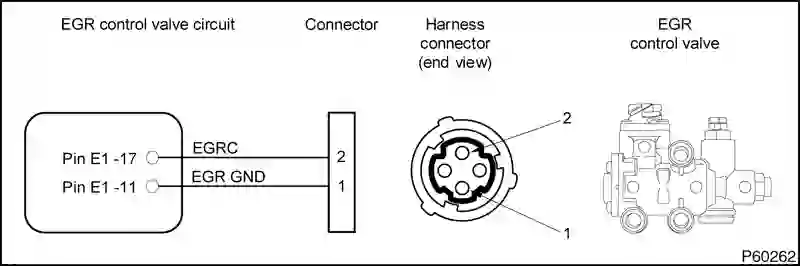 EGR control valve circuit
Connector
Harness
connector
(end view)
EGR
control valve
Pin E1 -17
EGRC
2
Pin E1 -11
EGR GND
1
2
1
P60262